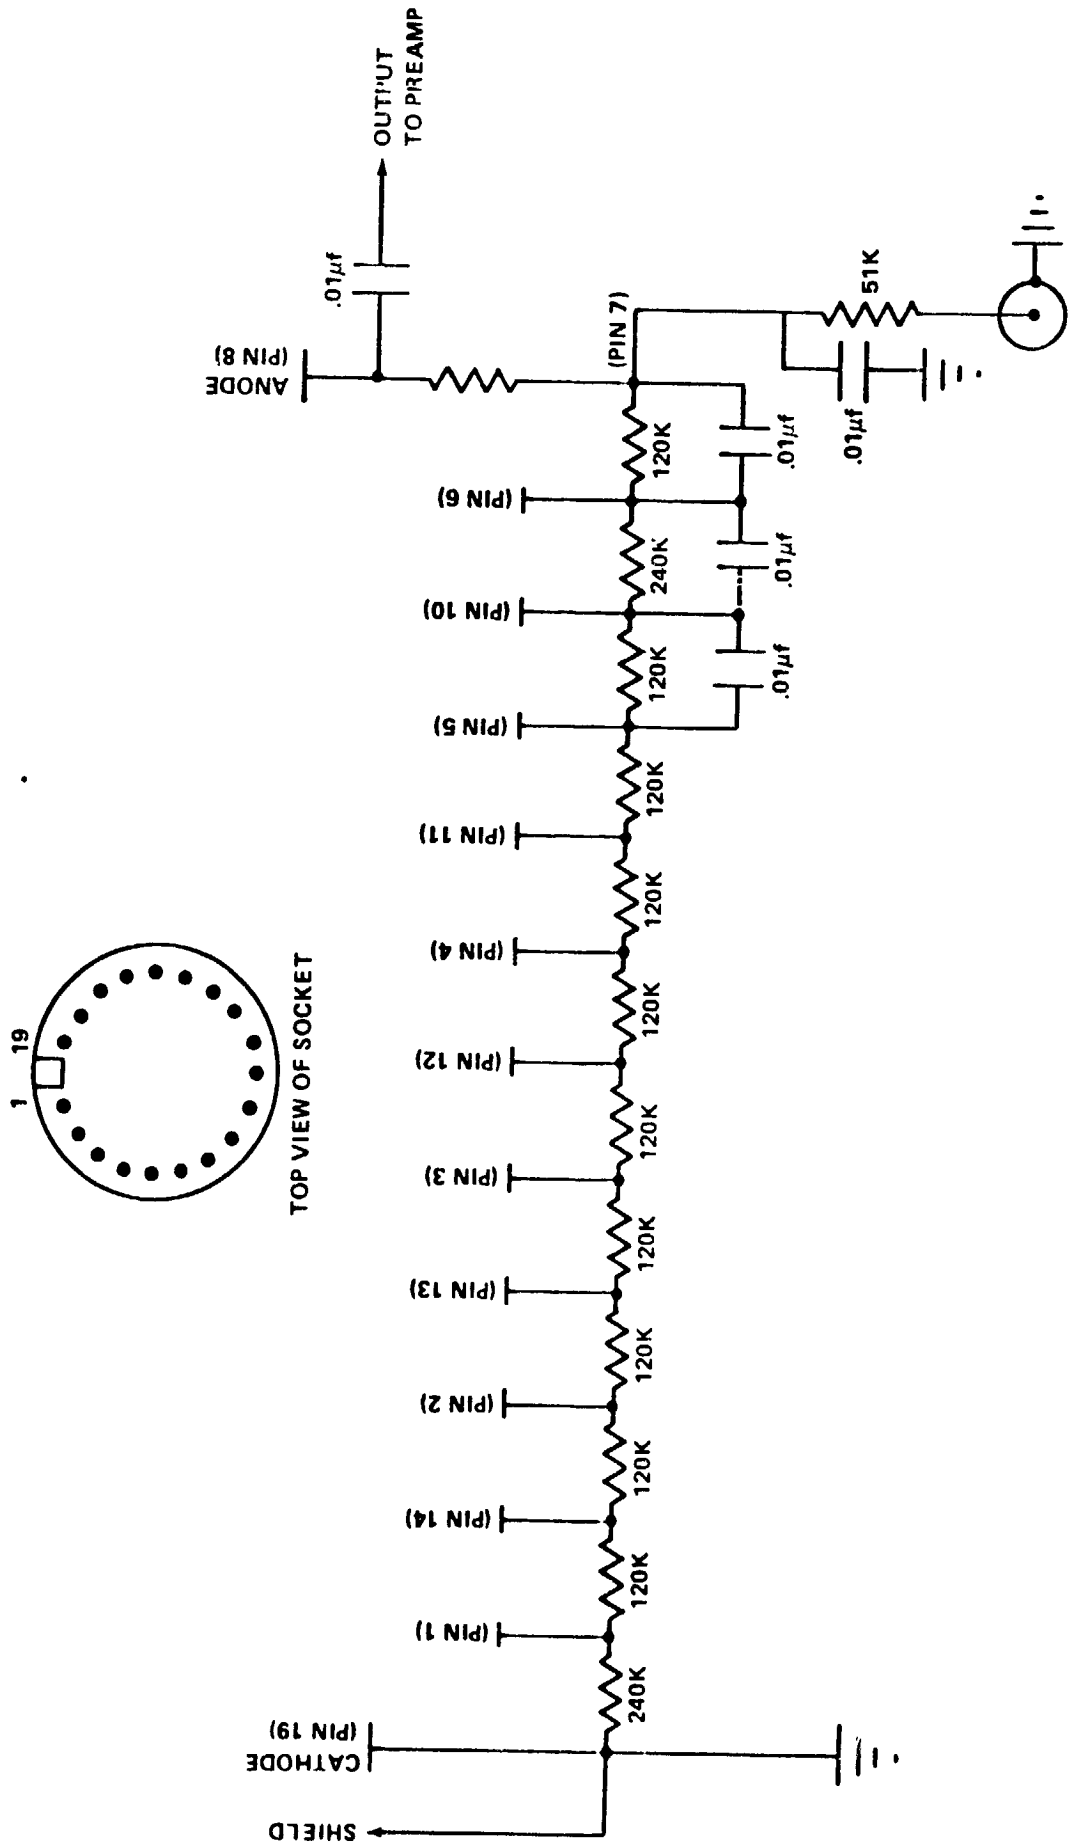 OUTPUT
TO PREAMP
.01µf
ANODE
(PIN 8)
(PIN 7)
51K
.01µf
120K
.01µf
(PIN 6)
240K
.01µf
(PIN 10)
120K
.01µf
(PIN 5)
120K
(PIN 11)
120K
(PIN 4)
120K
(PIN 12)
120K
(PIN 3)
120K
(PIN 13)
120K
(PIN 2)
120K
(PIN 14)
120K
(PIN 1)
240K
CATHODE
(PIN 19)
SHIELD
1 19
TOP VIEW OF SOCKET